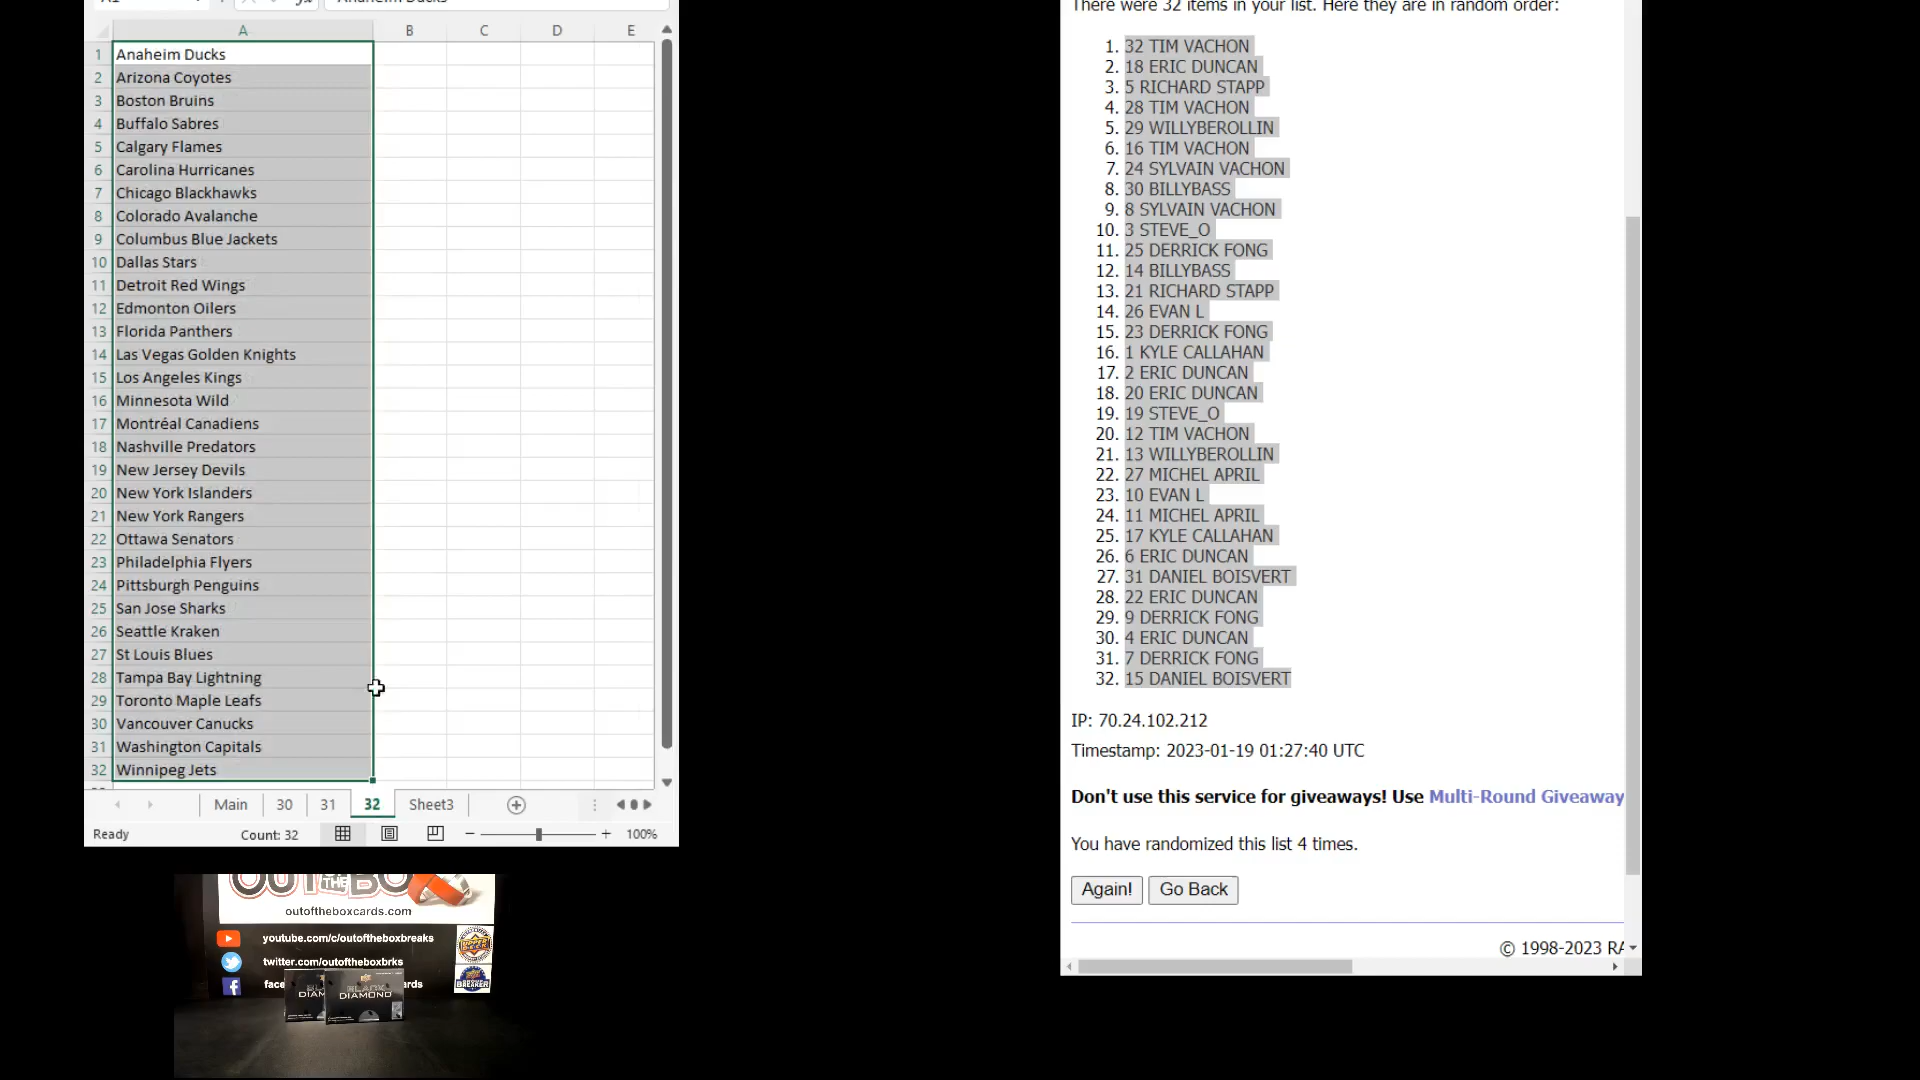 There were 32 items in your list. Here they are in random order:
A B C D E
1 Anaheim Ducks
2 Arizona Coyotes
3 Boston Bruins
4 Buffalo Sabres
5 Calgary Flames
6 Carolina Hurricanes
7 Chicago Blackhawks
8 Colorado Avalanche
9 Columbus Blue Jackets
10 Dallas Stars
11 Detroit Red Wings
12 Edmonton Oilers
13 Florida Panthers
14 Las Vegas Golden Knights
15 Los Angeles Kings
16 Minnesota Wild
17 Montréal Canadiens
18 Nashville Predators
19 New Jersey Devils
20 New York Islanders
21 New York Rangers
22 Ottawa Senators
23 Philadelphia Flyers
24 Pittsburgh Penguins
25 San Jose Sharks
26 Seattle Kraken
27 St Louis Blues
28 Tampa Bay Lightning
29 Toronto Maple Leafs
30 Vancouver Canucks
31 Washington Capitals
32 Winnipeg Jets
Main 30 31 32 Sheet3
Ready Count: 32 100%
1. 32 TIM VACHON
2. 18 ERIC DUNCAN
3. 5 RICHARD STAPP
4. 28 TIM VACHON
5. 29 WILLYBEROLLIN
6. 16 TIM VACHON
7. 24 SYLVAIN VACHON
8. 30 BILLYBASS
9. 8 SYLVAIN VACHON
10. 3 STEVE_O
11. 25 DERRICK FONG
12. 14 BILLYBASS
13. 21 RICHARD STAPP
14. 26 EVAN L
15. 23 DERRICK FONG
16. 1 KYLE CALLAHAN
17. 2 ERIC DUNCAN
18. 20 ERIC DUNCAN
19. 19 STEVE_O
20. 12 TIM VACHON
21. 13 WILLYBEROLLIN
22. 27 MICHEL APRIL
23. 10 EVAN L
24. 11 MICHEL APRIL
25. 17 KYLE CALLAHAN
26. 6 ERIC DUNCAN
27. 31 DANIEL BOISVERT
28. 22 ERIC DUNCAN
29. 9 DERRICK FONG
30. 4 ERIC DUNCAN
31. 7 DERRICK FONG
32. 15 DANIEL BOISVERT
IP: 70.24.102.212
Timestamp: 2023-01-19 01:27:40 UTC
Don't use this service for giveaways! Use Multi-Round Giveaway
You have randomized this list 4 times.
Again! Go Back
© 1998-2023 RA
OUT THE BO
outoftheboxcards.com
youtube.com/c/outoftheboxbreaks
twitter.com/outoftheboxbrks
face
ards
DIAM
BLACK
DIAMOND